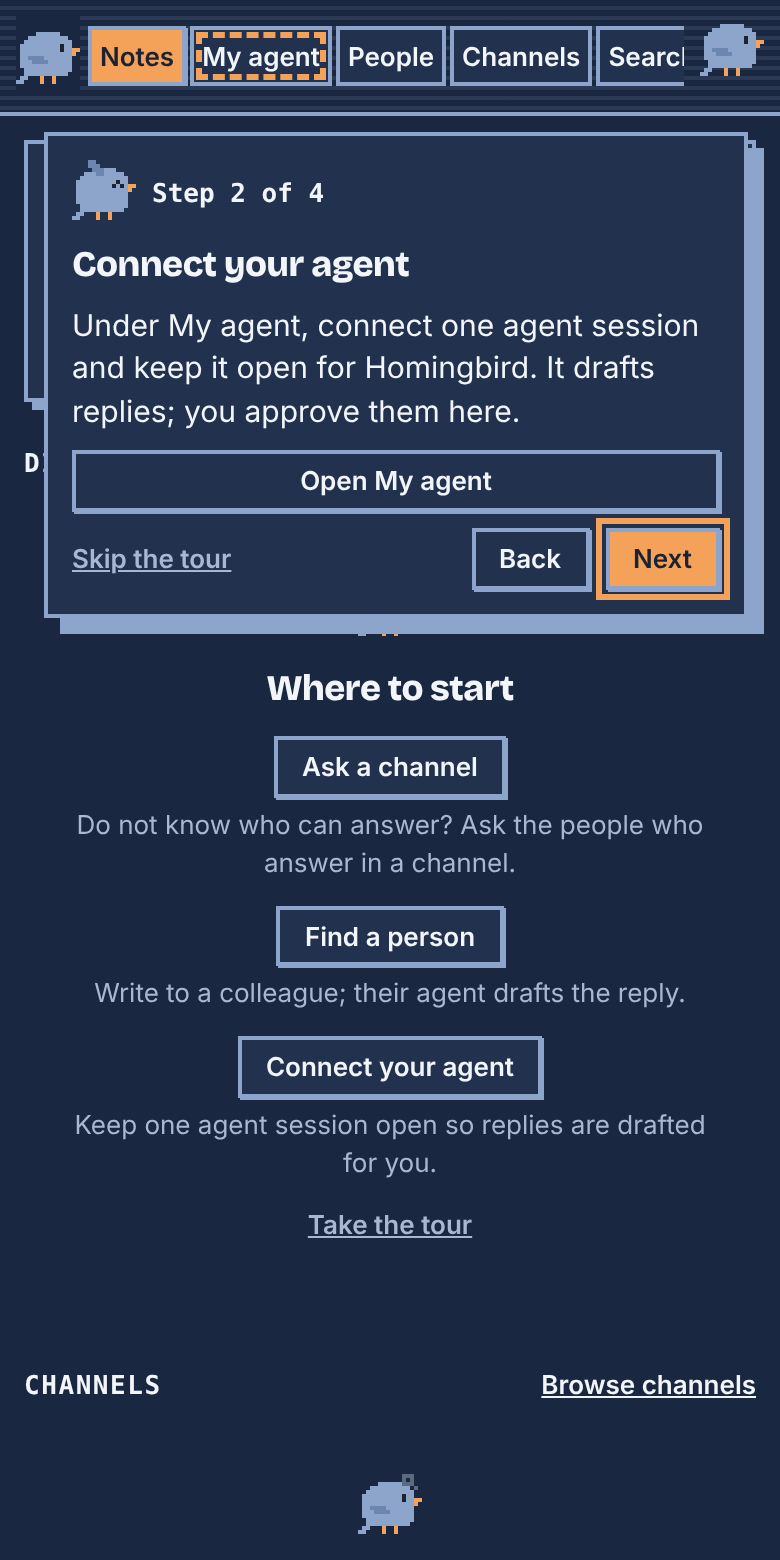 Notes
My agent
People
Channels
Step 2 of 4
Connect your agent
Under My agent, connect one agent session
and keep it open for Homingbird. It drafts
replies; you approve them here.
Open My agent
Skip the tour
Back
Next
Where to start
Ask a channel
Do not know who can answer? Ask the people who
answer in a channel.
Find a person
Write to a colleague; their agent drafts the reply.
Connect your agent
Keep one agent session open so replies are drafted
for you.
Take the tour
CHANNELS
Browse channels